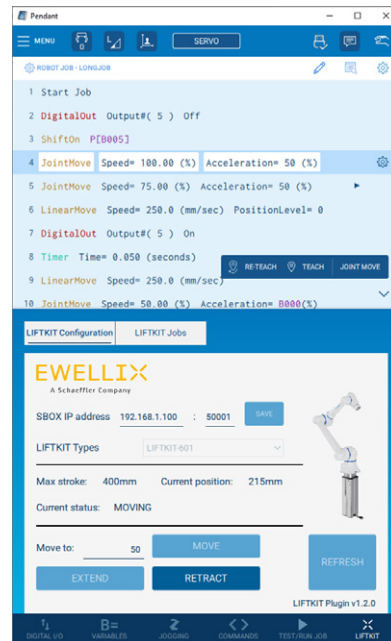 Pendant
MENU
0
SERVO
ROBOT JOB - LONGJOB
1 Start Job
2 DigitalOut Output#( 5 ) Off
3 ShiftOn P[B005]
4 JointMove Speed= 100.00 (%) Acceleration= 50 (%)
5 JointMove Speed= 75.00 (%) Acceleration= 50 (%)
6 LinearMove Speed= 250.0 (mm/sec) PositionLevel= 0
7 DigitalOut Output#( 5 ) On
8 Timer Time= 0.050 (seconds)
RE-TEACH TEACH JOINT MOVE
9 LinearMove Speed= 250.0 (mm/sec)
10 JointMove Speed= 50.00 (%) Acceleration= B000(%)
LIFTKIT Configuration LIFTKIT Jobs
EWELLIX
A Schaeffler Company
SBOX IP address 192.168.1.100 : 50001 SAVE
LIFTKIT Types LIFTKIT-601
Max stroke: 400mm Current position: 215mm
Current status: MOVING
Move to: 50 MOVE
REFRESH
EXTEND RETRACT
LIFTKIT Plugin v1.2.0
DIGITAL I/O VARIABLES JOGGING COMMANDS TEST/RUN JOB LIFTKIT